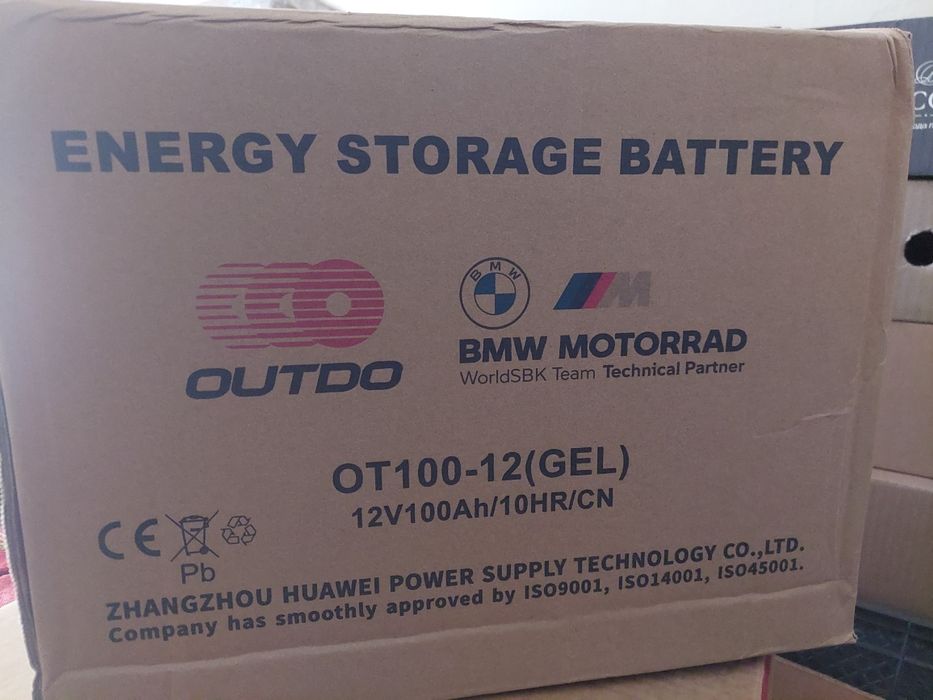 ENERGY STORAGE BATTERY
BMW
M
OUTDO
BMW MOTORRAD
WorldSBK Team Technical Partner
OT100-12(GEL)
12V100Ah/10HR/CN
CE
Pb
ZHANGZHOU HUAWEI POWER SUPPLY TECHNOLOGY CO.,LTD.
Company has smoothly approved by ISO9001, ISO14001, ISO45001.